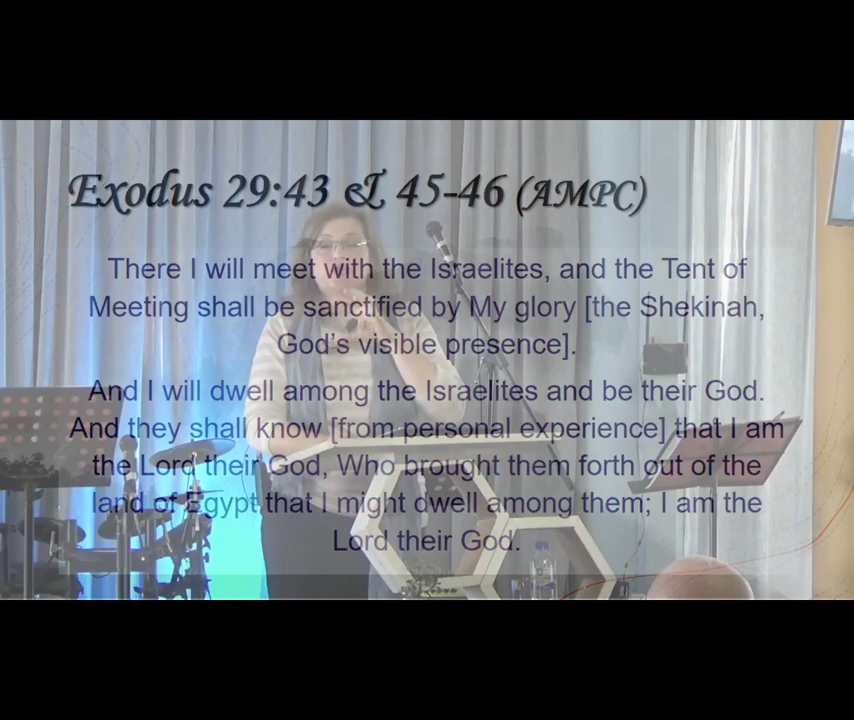 Exodus 29:43 & 45-46 (AMPC)
There I will meet with the Israelites, and the Tent of
Meeting shall be sanctified by My glory [the Shekinah,
God's visible presence].
And I will dwell among the Israelites and be their God.
And they shall know [from personal experience] that I am
the Lord their God, Who brought them forth out of the
land of Egypt that I might dwell among them; I am the
Lord their God.